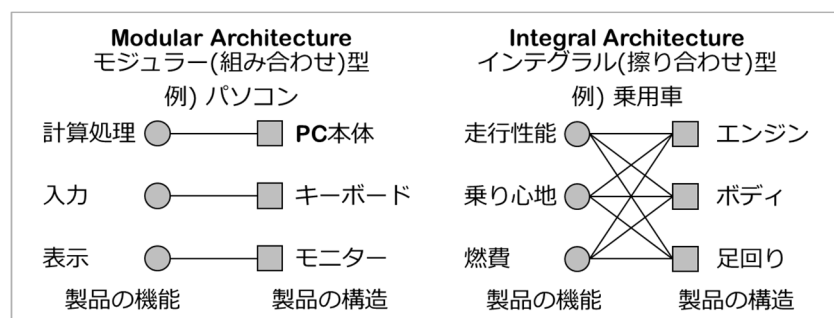 Modular Architecture
モジュラー(組み合わせ)型
例) パソコン
計算処理 PC本体
入力 キーボード
表示 モニター
製品の機能 製品の構造
Integral Architecture
インテグラル(擦り合わせ)型
例) 乗用車
走行性能 エンジン
乗り心地 ボディ
燃費 足回り
製品の機能 製品の構造